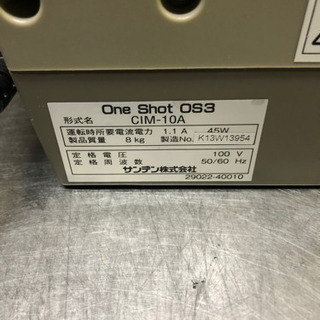 One Shot OS3
形式名 CIM-10A
運転時所要電流電力 1.1 A 45W
製品質量 8 kg 製造No. K13W13954
定格電圧 100 V
定格周波数 50/60 Hz
サンデン株式会社
29022-40010